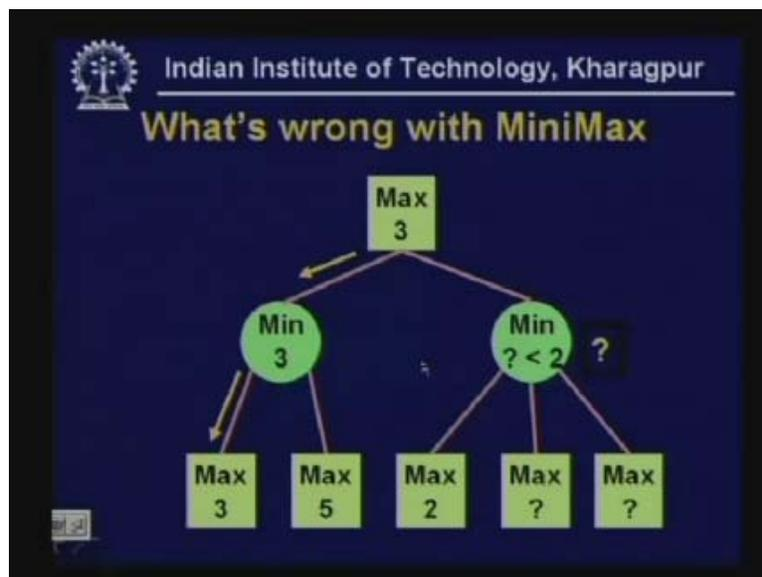 Indian Institute of Technology, Kharagpur
What's wrong with MiniMax
Max
3
Min
3
Min
? < 2
?
Max
3
Max
5
Max
2
Max
?
Max
?